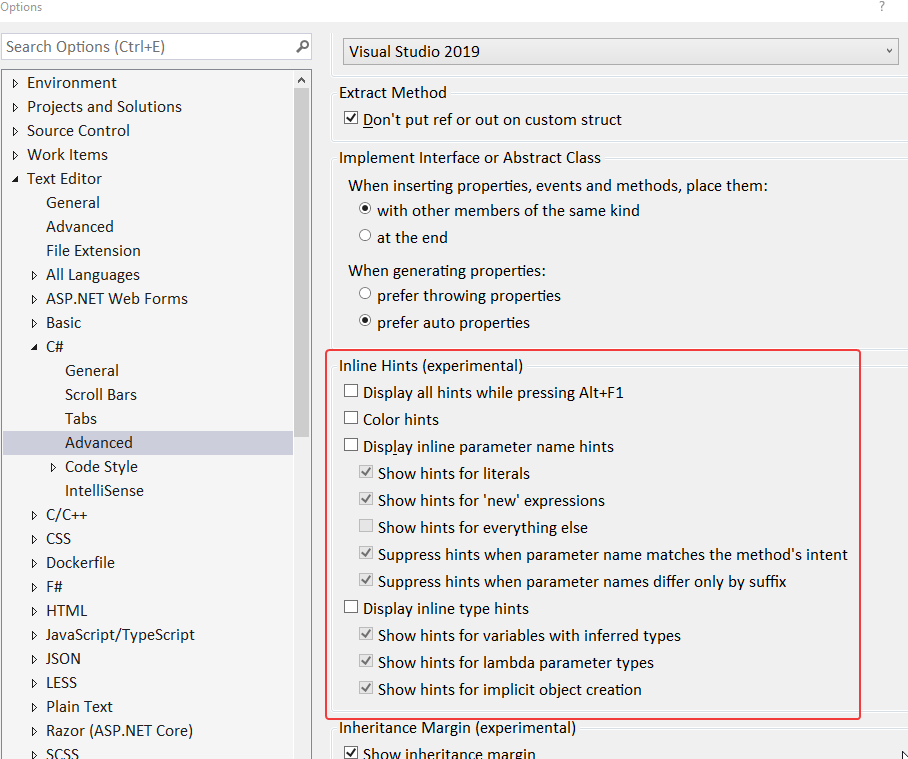 Options
?
Search Options (Ctrl+E)
Environment
Projects and Solutions
Source Control
Work Items
Text Editor
General
Advanced
File Extension
All Languages
ASP.NET Web Forms
Basic
C#
General
Scroll Bars
Tabs
Advanced
Code Style
IntelliSense
C/C++
CSS
Dockerfile
F#
HTML
JavaScript/TypeScript
JSON
LESS
Plain Text
Razor (ASP.NET Core)
SCSS
Visual Studio 2019
Extract Method
Don't put ref or out on custom struct
Implement Interface or Abstract Class
When inserting properties, events and methods, place them:
with other members of the same kind
at the end
When generating properties:
prefer throwing properties
prefer auto properties
Inline Hints (experimental)
Display all hints while pressing Alt+F1
Color hints
Display inline parameter name hints
Show hints for literals
Show hints for 'new' expressions
Show hints for everything else
Suppress hints when parameter name matches the method's intent
Suppress hints when parameter names differ only by suffix
Display inline type hints
Show hints for variables with inferred types
Show hints for lambda parameter types
Show hints for implicit object creation
Inheritance Margin (experimental)
Show inheritance margin